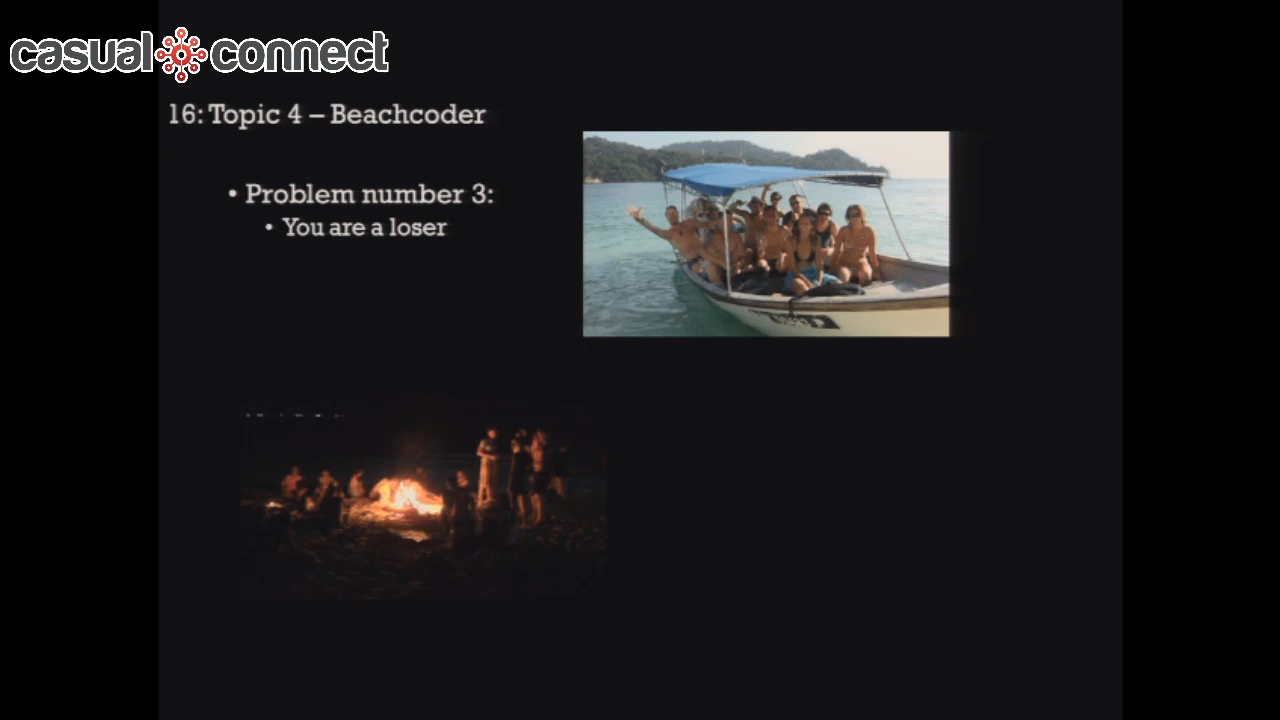 casual connect
16: Topic 4 – Beachcoder
• Problem number 3:
• You are a loser